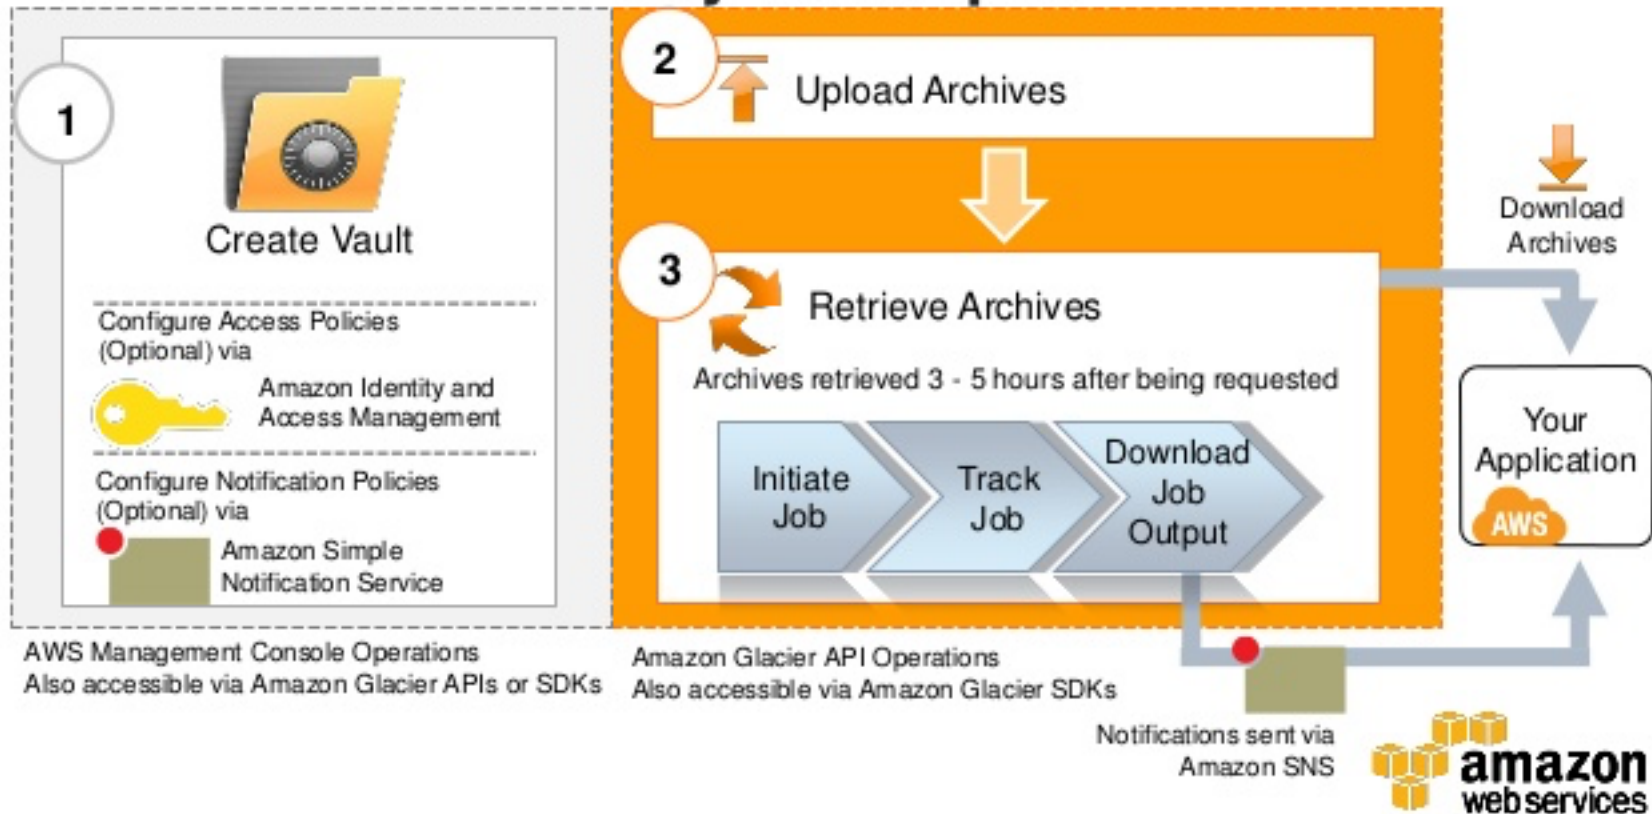 1
Create Vault
Configure Access Policies
(Optional) via
Amazon Identity and
Access Management
Configure Notification Policies
(Optional) via
Amazon Simple
Notification Service
AWS Management Console Operations
Also accessible via Amazon Glacier APIs or SDKs
2
Upload Archives
3
Retrieve Archives
Archives retrieved 3 - 5 hours after being requested
Initiate
Job
Track
Job
Download
Job
Output
Amazon Glacier API Operations
Also accessible via Amazon Glacier SDKs
Download
Archives
Your
Application
AWS
Notifications sent via
Amazon SNS
amazon
webservices